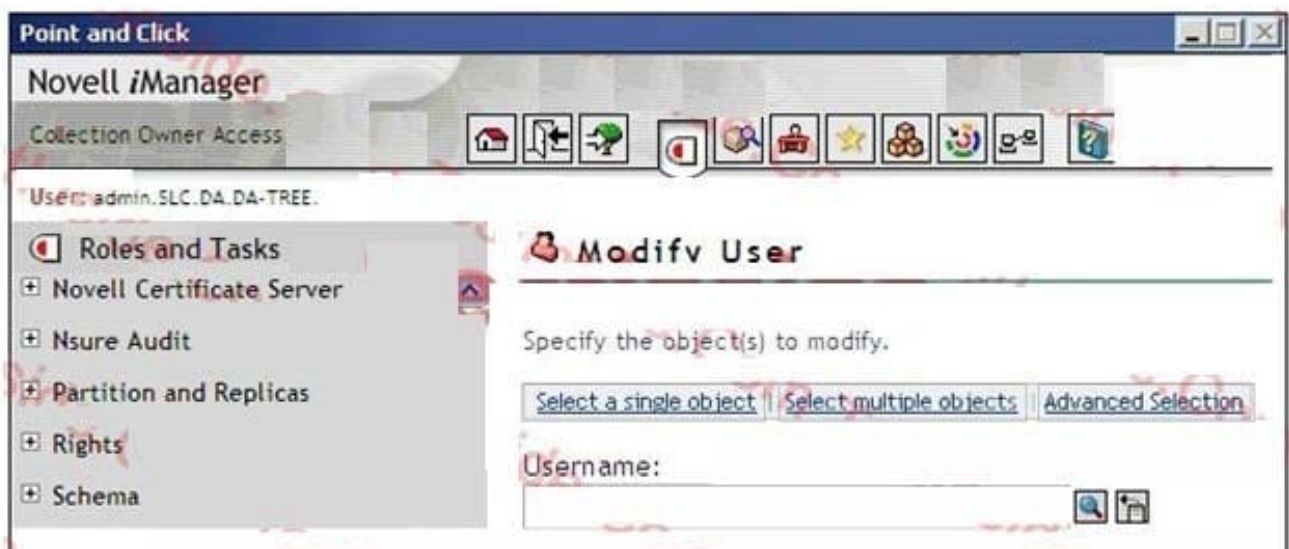 Point and Click
Novell iManager
Collection Owner Access
User: admin.SLC.DA.DA-TREE.
Roles and Tasks
Novell Certificate Server
Nsure Audit
Partition and Replicas
Rights
Schema
Modify User
Specify the object(s) to modify.
Select a single object | Select multiple objects | Advanced Selection
Username: